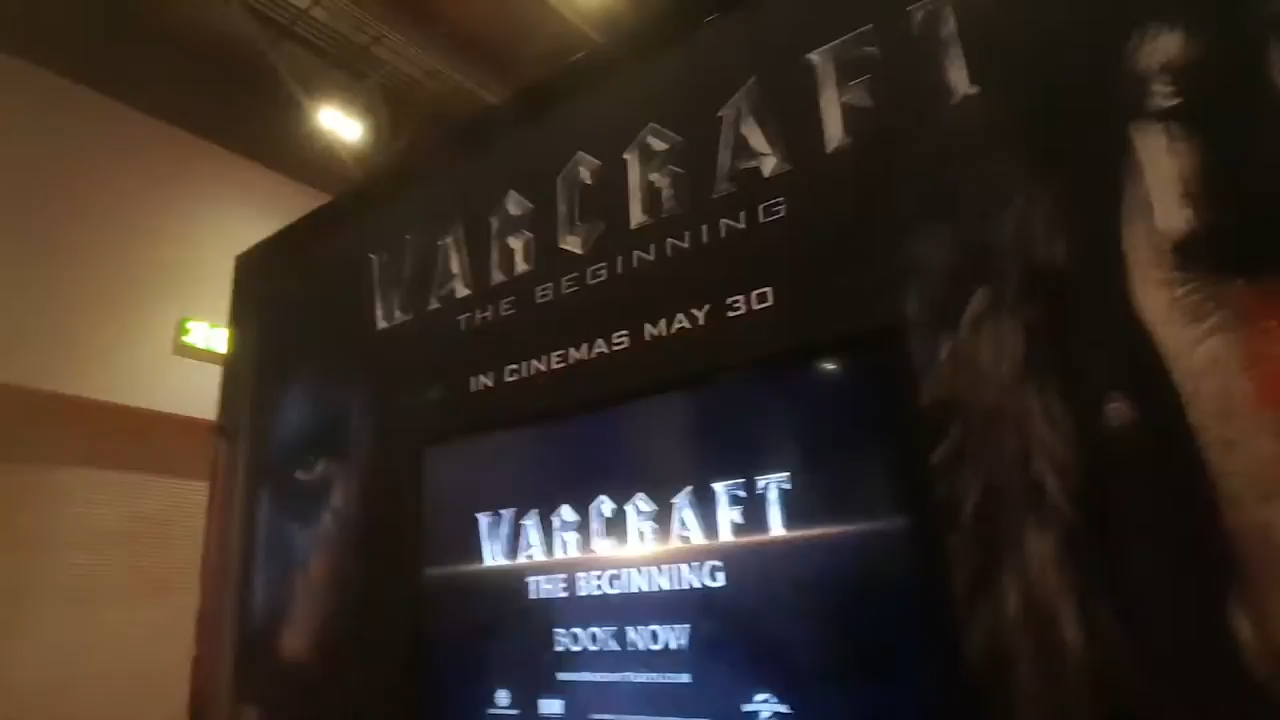 WARCRAFT
THE BEGINNING
IN CINEMAS MAY 30
WARCRAFT
THE BEGINNING
BOOK NOW